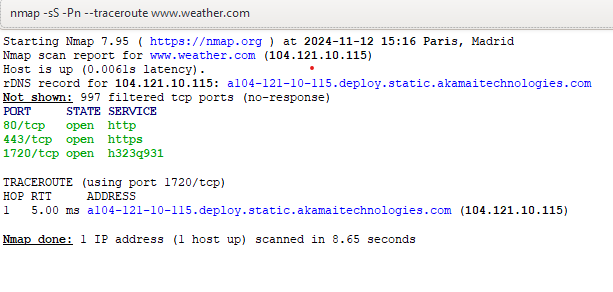 nmap -sS -Pn --traceroute www.weather.com
Starting Nmap 7.95 ( https://nmap.org ) at 2024-11-12 15:16 Paris, Madrid
Nmap scan report for www.weather.com (104.121.10.115)
Host is up (0.0061s latency).
rDNS record for 104.121.10.115: a104-121-10-115.deploy.static.akamaitechnologies.com
Not shown: 997 filtered tcp ports (no-response)
PORT     STATE SERVICE
80/tcp   open  http
443/tcp  open  https
1720/tcp open  h323q931
TRACEROUTE (using port 1720/tcp)
HOP RTT     ADDRESS
1   5.00 ms a104-121-10-115.deploy.static.akamaitechnologies.com (104.121.10.115)
Nmap done: 1 IP address (1 host up) scanned in 8.65 seconds